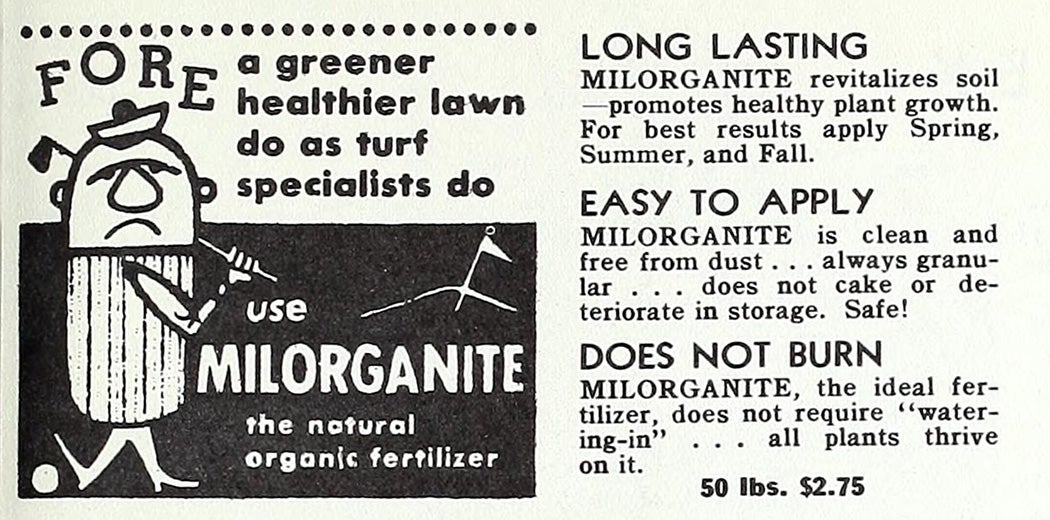 FORE
a greener
healthier lawn
do as turf
specialists do
use
MILORGANITE
the natural
organic fertilizer
LONG LASTING
MILORGANITE revitalizes soil
—promotes healthy plant growth.
For best results apply Spring,
Summer, and Fall.
EASY TO APPLY
MILORGANITE is clean and
free from dust . . . always granu-
lar . . . does not cake or de-
teriorate in storage. Safe!
DOES NOT BURN
MILORGANITE, the ideal fer-
tilizer, does not require “water-
ing-in” . . . all plants thrive
on it.
50 lbs. $2.75